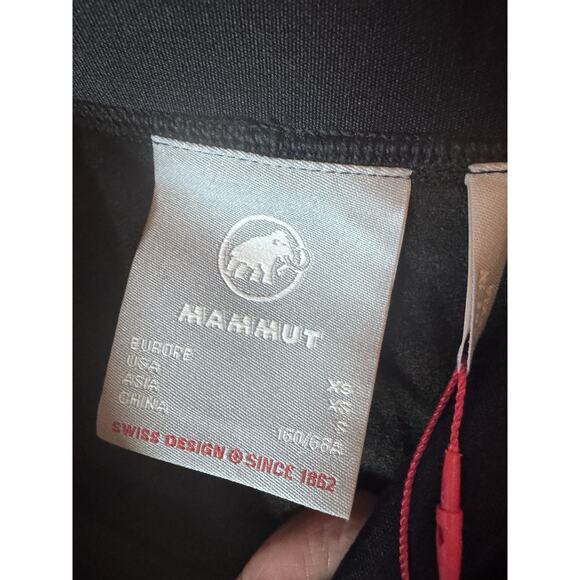 MAMMUT
EUROPE XS
USA XS
ASIA S
CHINA 160/68A
SWISS DESIGN SINCE 1862